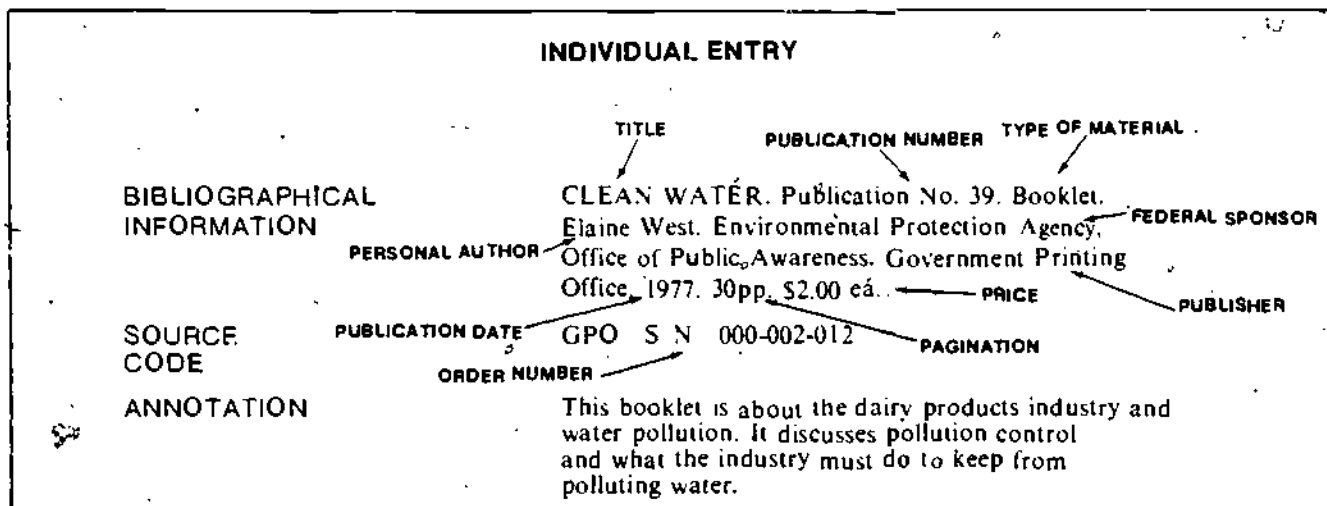 INDIVIDUAL ENTRY
TITLE
PUBLICATION NUMBER
TYPE OF MATERIAL
BIBLIOGRAPHICAL
INFORMATION
CLEAN WATER. Publication No. 39. Booklet.
Elaine West. Environmental Protection Agency,
FEDERAL SPONSOR
PERSONAL AUTHOR
Office of Public Awareness. Government Printing
Office, 1977. 30pp. $2.00 ea.
PRICE
PUBLISHER
SOURCE
CODE
PUBLICATION DATE
GPO S N 000-002-012
PAGINATION
ORDER NUMBER
ANNOTATION
This booklet is about the dairy products industry and
water pollution. It discusses pollution control
and what the industry must do to keep from
polluting water.